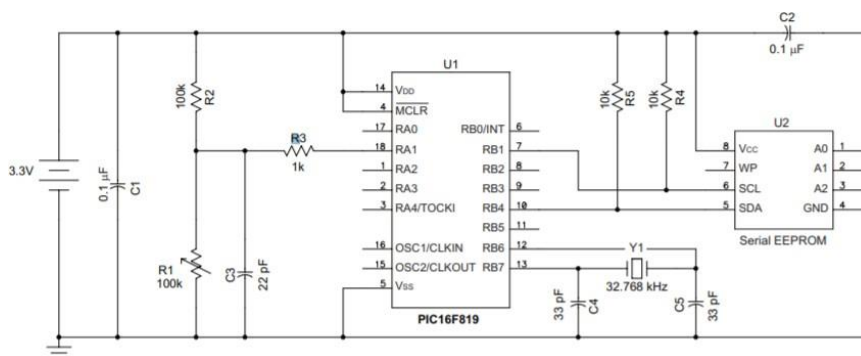 C2
0.1 µF
U1
100k
R2
10k
R5
10k
R4
14 VDD
4 MCLR
17 RA0
RB0/INT 6
U2
R3
1k
18 RA1
RB1 7
8 Vcc
A0 1
3.3V
1 RA2
RB2 8
7 WP
A1 2
0.1 µF
C1
2 RA3
RB3 9
6 SCL
A2 3
3 RA4/TOCKI
RB4 10
5 SDA
GND 4
RB5 11
Serial EEPROM
16 OSC1/CLKIN
RB6 12
Y1
R1
100k
C3
22 pF
15 OSC2/CLKOUT
RB7 13
32.768 kHz
5 Vss
33 pF
C4
C5
33 pF
PIC16F819